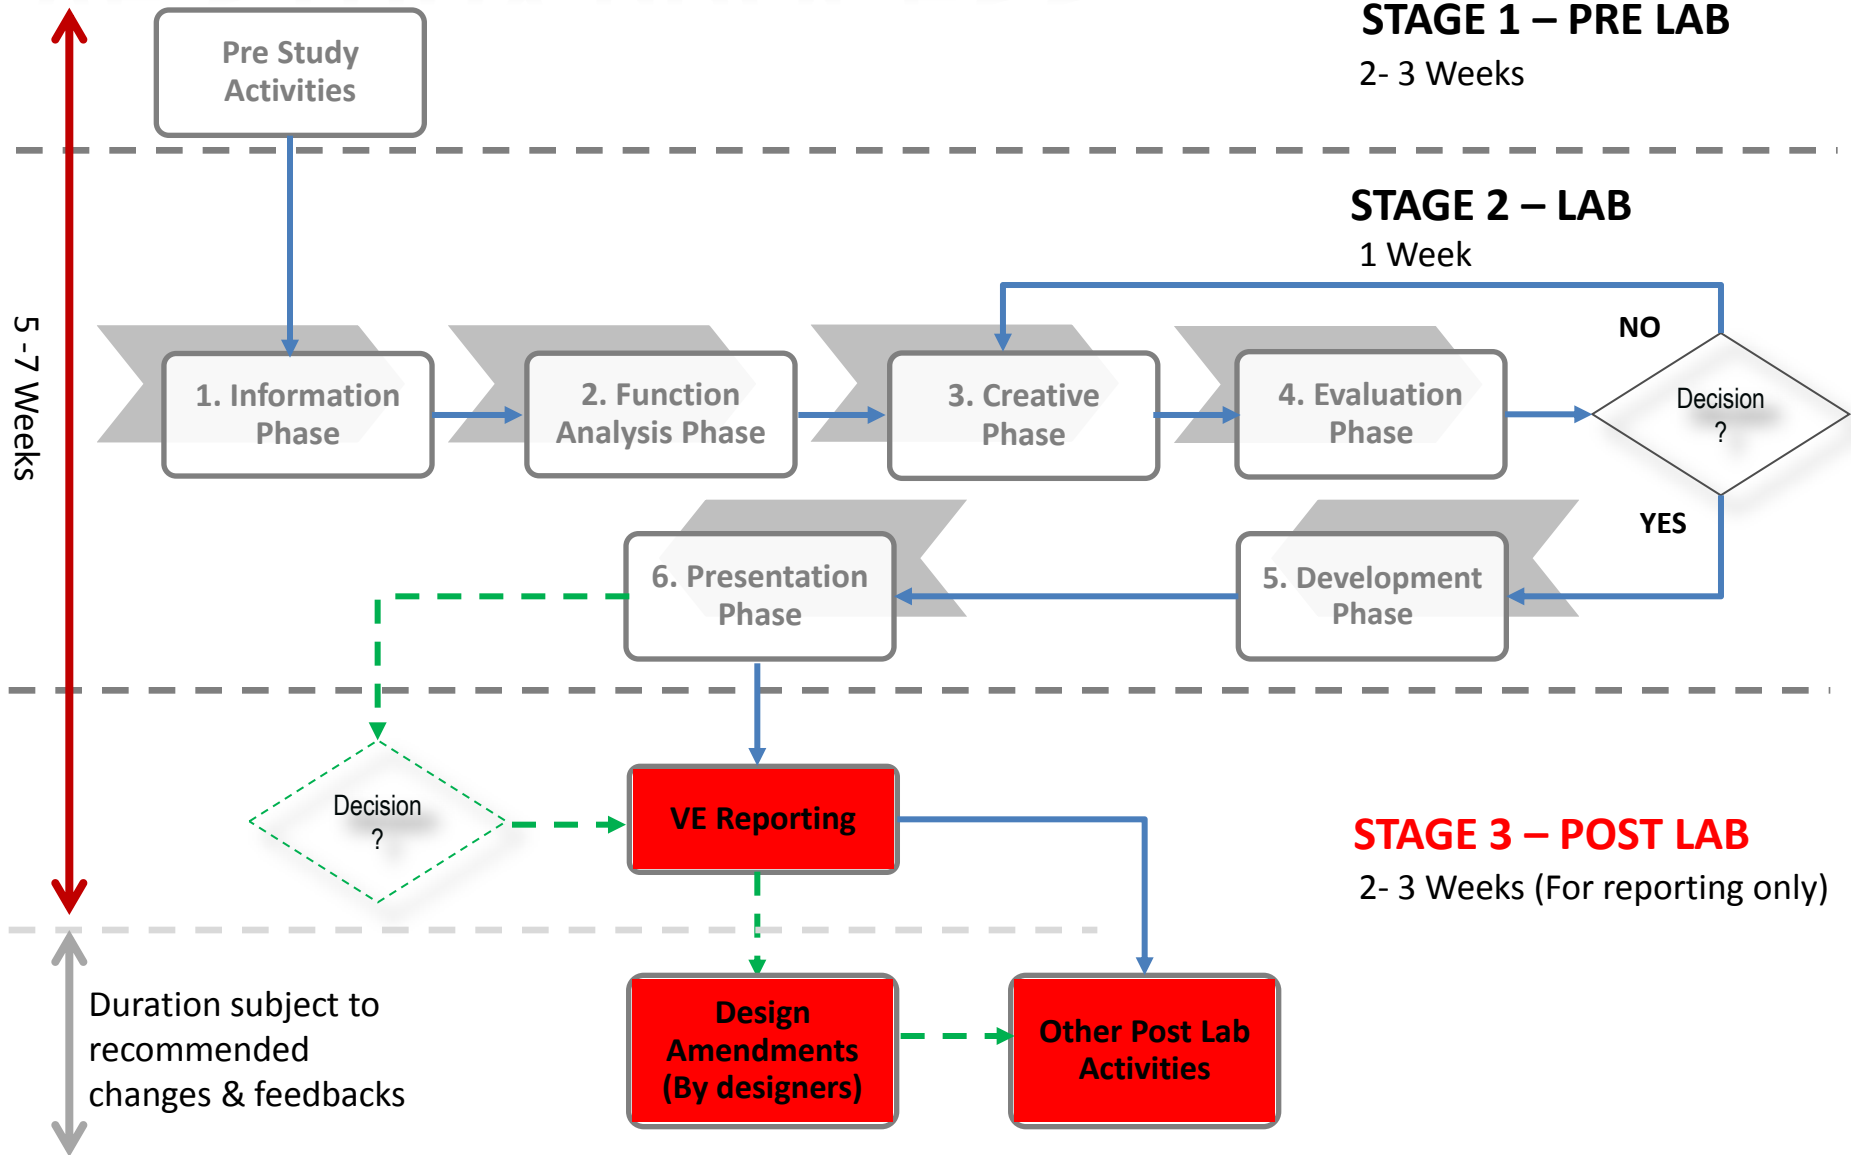 STAGE 1 – PRE LAB
2- 3 Weeks
Pre Study
Activities
STAGE 2 – LAB
1 Week
5 -7 Weeks
NO
1. Information
Phase
2. Function
Analysis Phase
3. Creative
Phase
4. Evaluation
Phase
Decision
?
YES
6. Presentation
Phase
5. Development
Phase
Decision
?
VE Reporting
STAGE 3 – POST LAB
2- 3 Weeks (For reporting only)
Duration subject to
recommended
changes & feedbacks
Design
Amendments
(By designers)
Other Post Lab
Activities